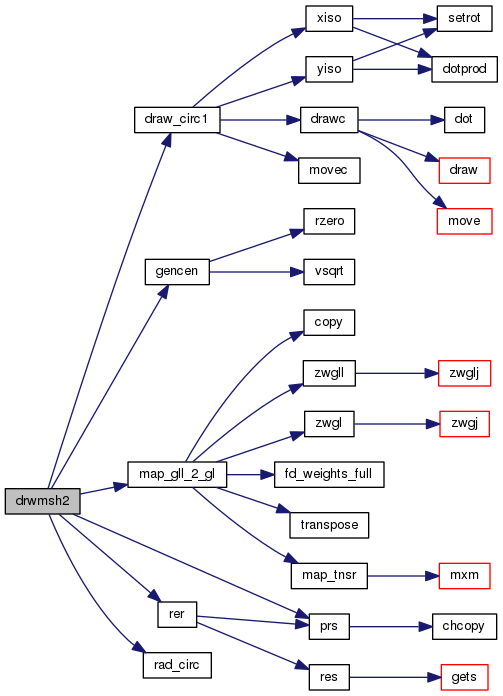 xiso
setrot
yiso
dotprod
draw_circ1
drawc
dot
draw
movec
move
rzero
gencen
vsqrt
copy
zwgll
zwglj
zwgl
zwgj
map_gll_2_gl
fd_weights_full
drwmsh2
transpose
map_tnsr
mxm
rer
prs
chcopy
rad_circ
res
gets